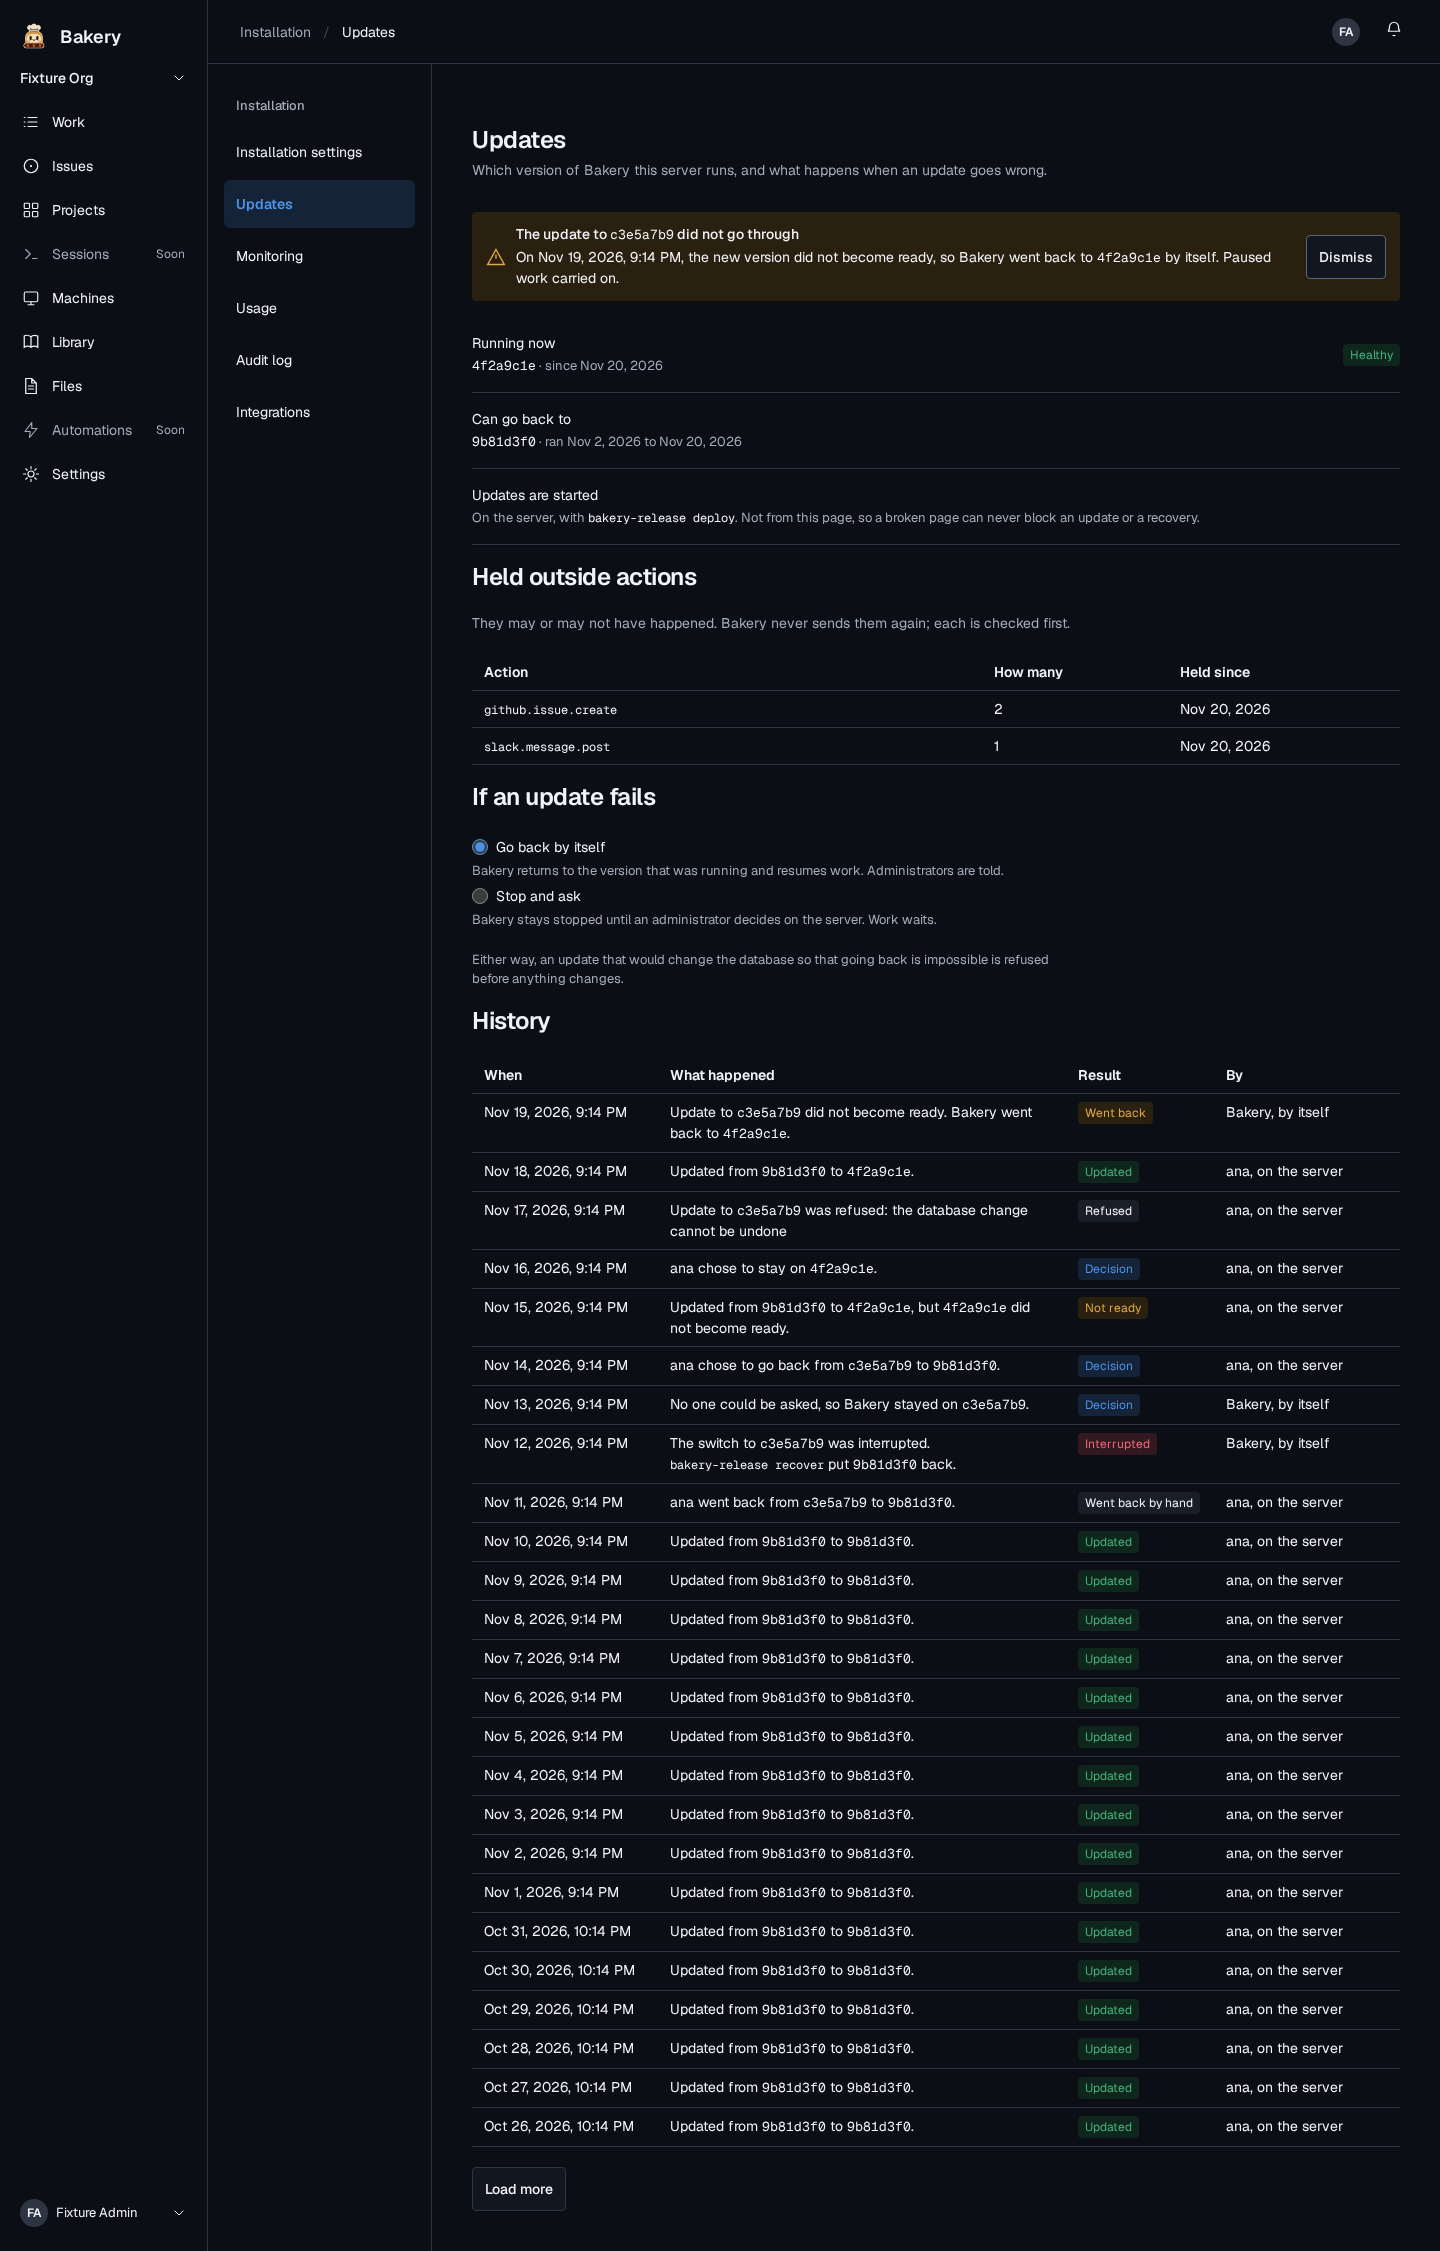 Bakery
Fixture Org
Work
Issues
Projects
Sessions Soon
Machines
Library
Files
Automations Soon
Settings
FA Fixture Admin
Installation / Updates
FA
Installation
Installation settings
Updates
Monitoring
Usage
Audit log
Integrations
Updates
Which version of Bakery this server runs, and what happens when an update goes wrong.
The update to c3e5a7b9 did not go through
On Nov 19, 2026, 9:14 PM, the new version did not become ready, so Bakery went back to 4f2a9c1e by itself. Paused
work carried on.
Dismiss
Running now
4f2a9c1e · since Nov 20, 2026
Healthy
Can go back to
9b81d3f0 · ran Nov 2, 2026 to Nov 20, 2026
Updates are started
On the server, with bakery-release deploy. Not from this page, so a broken page can never block an update or a recovery.
Held outside actions
They may or may not have happened. Bakery never sends them again; each is checked first.
Action How many Held since
github.issue.create 2 Nov 20, 2026
slack.message.post 1 Nov 20, 2026
If an update fails
Go back by itself
Bakery returns to the version that was running and resumes work. Administrators are told.
Stop and ask
Bakery stays stopped until an administrator decides on the server. Work waits.
Either way, an update that would change the database so that going back is impossible is refused
before anything changes.
History
When What happened Result By
Nov 19, 2026, 9:14 PM Update to c3e5a7b9 did not become ready. Bakery went Went back Bakery, by itself
back to 4f2a9c1e.
Nov 18, 2026, 9:14 PM Updated from 9b81d3f0 to 4f2a9c1e. Updated ana, on the server
Nov 17, 2026, 9:14 PM Update to c3e5a7b9 was refused: the database change Refused ana, on the server
cannot be undone
Nov 16, 2026, 9:14 PM ana chose to stay on 4f2a9c1e. Decision ana, on the server
Nov 15, 2026, 9:14 PM Updated from 9b81d3f0 to 4f2a9c1e, but 4f2a9c1e did Not ready ana, on the server
not become ready.
Nov 14, 2026, 9:14 PM ana chose to go back from c3e5a7b9 to 9b81d3f0. Decision ana, on the server
Nov 13, 2026, 9:14 PM No one could be asked, so Bakery stayed on c3e5a7b9. Decision Bakery, by itself
Nov 12, 2026, 9:14 PM The switch to c3e5a7b9 was interrupted. Interrupted Bakery, by itself
bakery-release recover put 9b81d3f0 back.
Nov 11, 2026, 9:14 PM ana went back from c3e5a7b9 to 9b81d3f0. Went back by hand ana, on the server
Nov 10, 2026, 9:14 PM Updated from 9b81d3f0 to 9b81d3f0. Updated ana, on the server
Nov 9, 2026, 9:14 PM Updated from 9b81d3f0 to 9b81d3f0. Updated ana, on the server
Nov 8, 2026, 9:14 PM Updated from 9b81d3f0 to 9b81d3f0. Updated ana, on the server
Nov 7, 2026, 9:14 PM Updated from 9b81d3f0 to 9b81d3f0. Updated ana, on the server
Nov 6, 2026, 9:14 PM Updated from 9b81d3f0 to 9b81d3f0. Updated ana, on the server
Nov 5, 2026, 9:14 PM Updated from 9b81d3f0 to 9b81d3f0. Updated ana, on the server
Nov 4, 2026, 9:14 PM Updated from 9b81d3f0 to 9b81d3f0. Updated ana, on the server
Nov 3, 2026, 9:14 PM Updated from 9b81d3f0 to 9b81d3f0. Updated ana, on the server
Nov 2, 2026, 9:14 PM Updated from 9b81d3f0 to 9b81d3f0. Updated ana, on the server
Nov 1, 2026, 9:14 PM Updated from 9b81d3f0 to 9b81d3f0. Updated ana, on the server
Oct 31, 2026, 10:14 PM Updated from 9b81d3f0 to 9b81d3f0. Updated ana, on the server
Oct 30, 2026, 10:14 PM Updated from 9b81d3f0 to 9b81d3f0. Updated ana, on the server
Oct 29, 2026, 10:14 PM Updated from 9b81d3f0 to 9b81d3f0. Updated ana, on the server
Oct 28, 2026, 10:14 PM Updated from 9b81d3f0 to 9b81d3f0. Updated ana, on the server
Oct 27, 2026, 10:14 PM Updated from 9b81d3f0 to 9b81d3f0. Updated ana, on the server
Oct 26, 2026, 10:14 PM Updated from 9b81d3f0 to 9b81d3f0. Updated ana, on the server
Load more